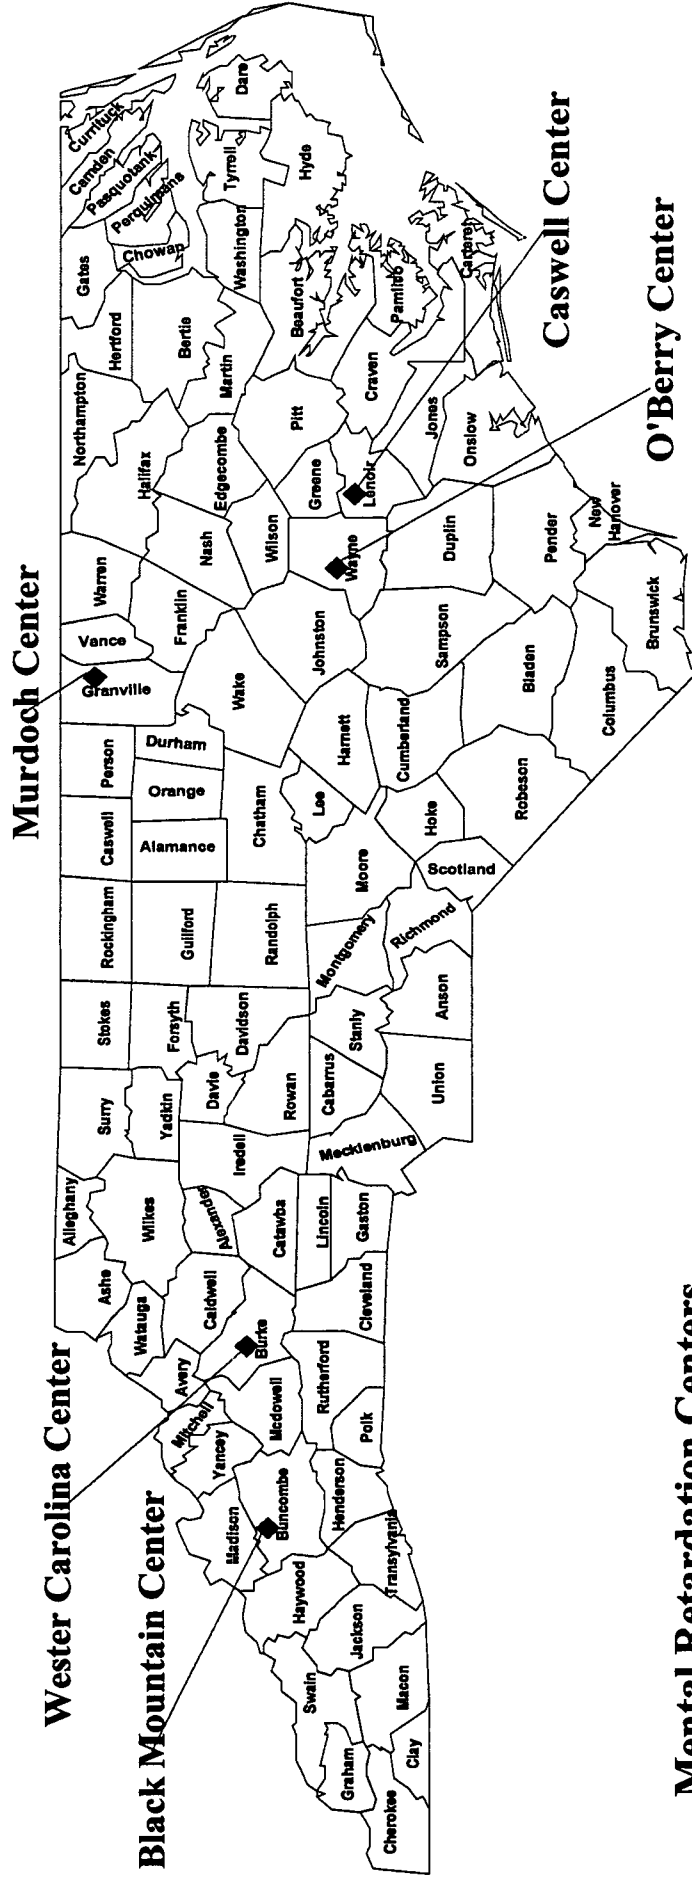 Murdoch Center
Wester Carolina Center
Black Mountain Center
Caswell Center
O'Berry Center
Cherokee
Graham
Clay
Swain
Macon
Jackson
Haywood
Transylvania
Madison
Buncombe
Henderson
Yancey
Mitchell
Avery
Mcdowell
Polk
Rutherford
Burke
Watauga
Caldwell
Ashe
Cleveland
Alleghany
Wilkes
Alexander
Catawba
Lincoln
Gaston
Iredell
Mecklenburg
Surry
Yadkin
Davie
Rowan
Cabarrus
Union
Stokes
Forsyth
Davidson
Stanly
Anson
Rockingham
Guilford
Randolph
Montgomery
Richmond
Caswell
Alamance
Moore
Scotland
Person
Orange
Durham
Chatham
Lee
Hoke
Robeson
Granville
Vance
Wake
Harnett
Cumberland
Bladen
Columbus
Warren
Franklin
Johnston
Sampson
Brunswick
Northampton
Halifax
Nash
Wilson
Wayne
Duplin
Pender
New
Hanover
Edgecombe
Greene
Lenoir
Jones
Onslow
Hertford
Bertie
Martin
Pitt
Craven
Gates
Chowan
Washington
Beaufort
Pamlico
Carteret
Perquimans
Pasquotank
Camden
Currituck
Tyrrell
Dare
Hyde
Mental Retardation Centers